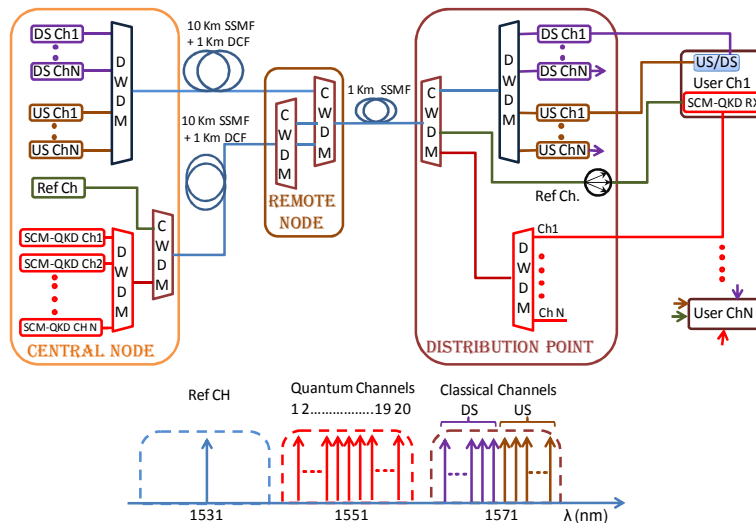 DS Ch1
DS ChN
US Ch1
US ChN
Ref Ch
SCM-QKD Ch1
SCM-QKD Ch2
SCM-QKD CH N
DWDM
DWDM
CWDM
CENTRAL NODE
10 Km SSMF
+ 1 Km DCF
10 Km SSMF
+ 1 Km DCF
CWDM
CWDM
REMOTE
NODE
1 Km SSMF
CWDM
DWDM
DS Ch1
DS ChN
US Ch1
US ChN
Ref Ch.
DWDM
Ch1
Ch N
DISTRIBUTION POINT
US/DS
User Ch1
SCM-QKD RX
User ChN
Ref CH
Quantum Channels
1 2..................19 20
Classical Channels
DS
US
1531
1551
1571
λ (nm)